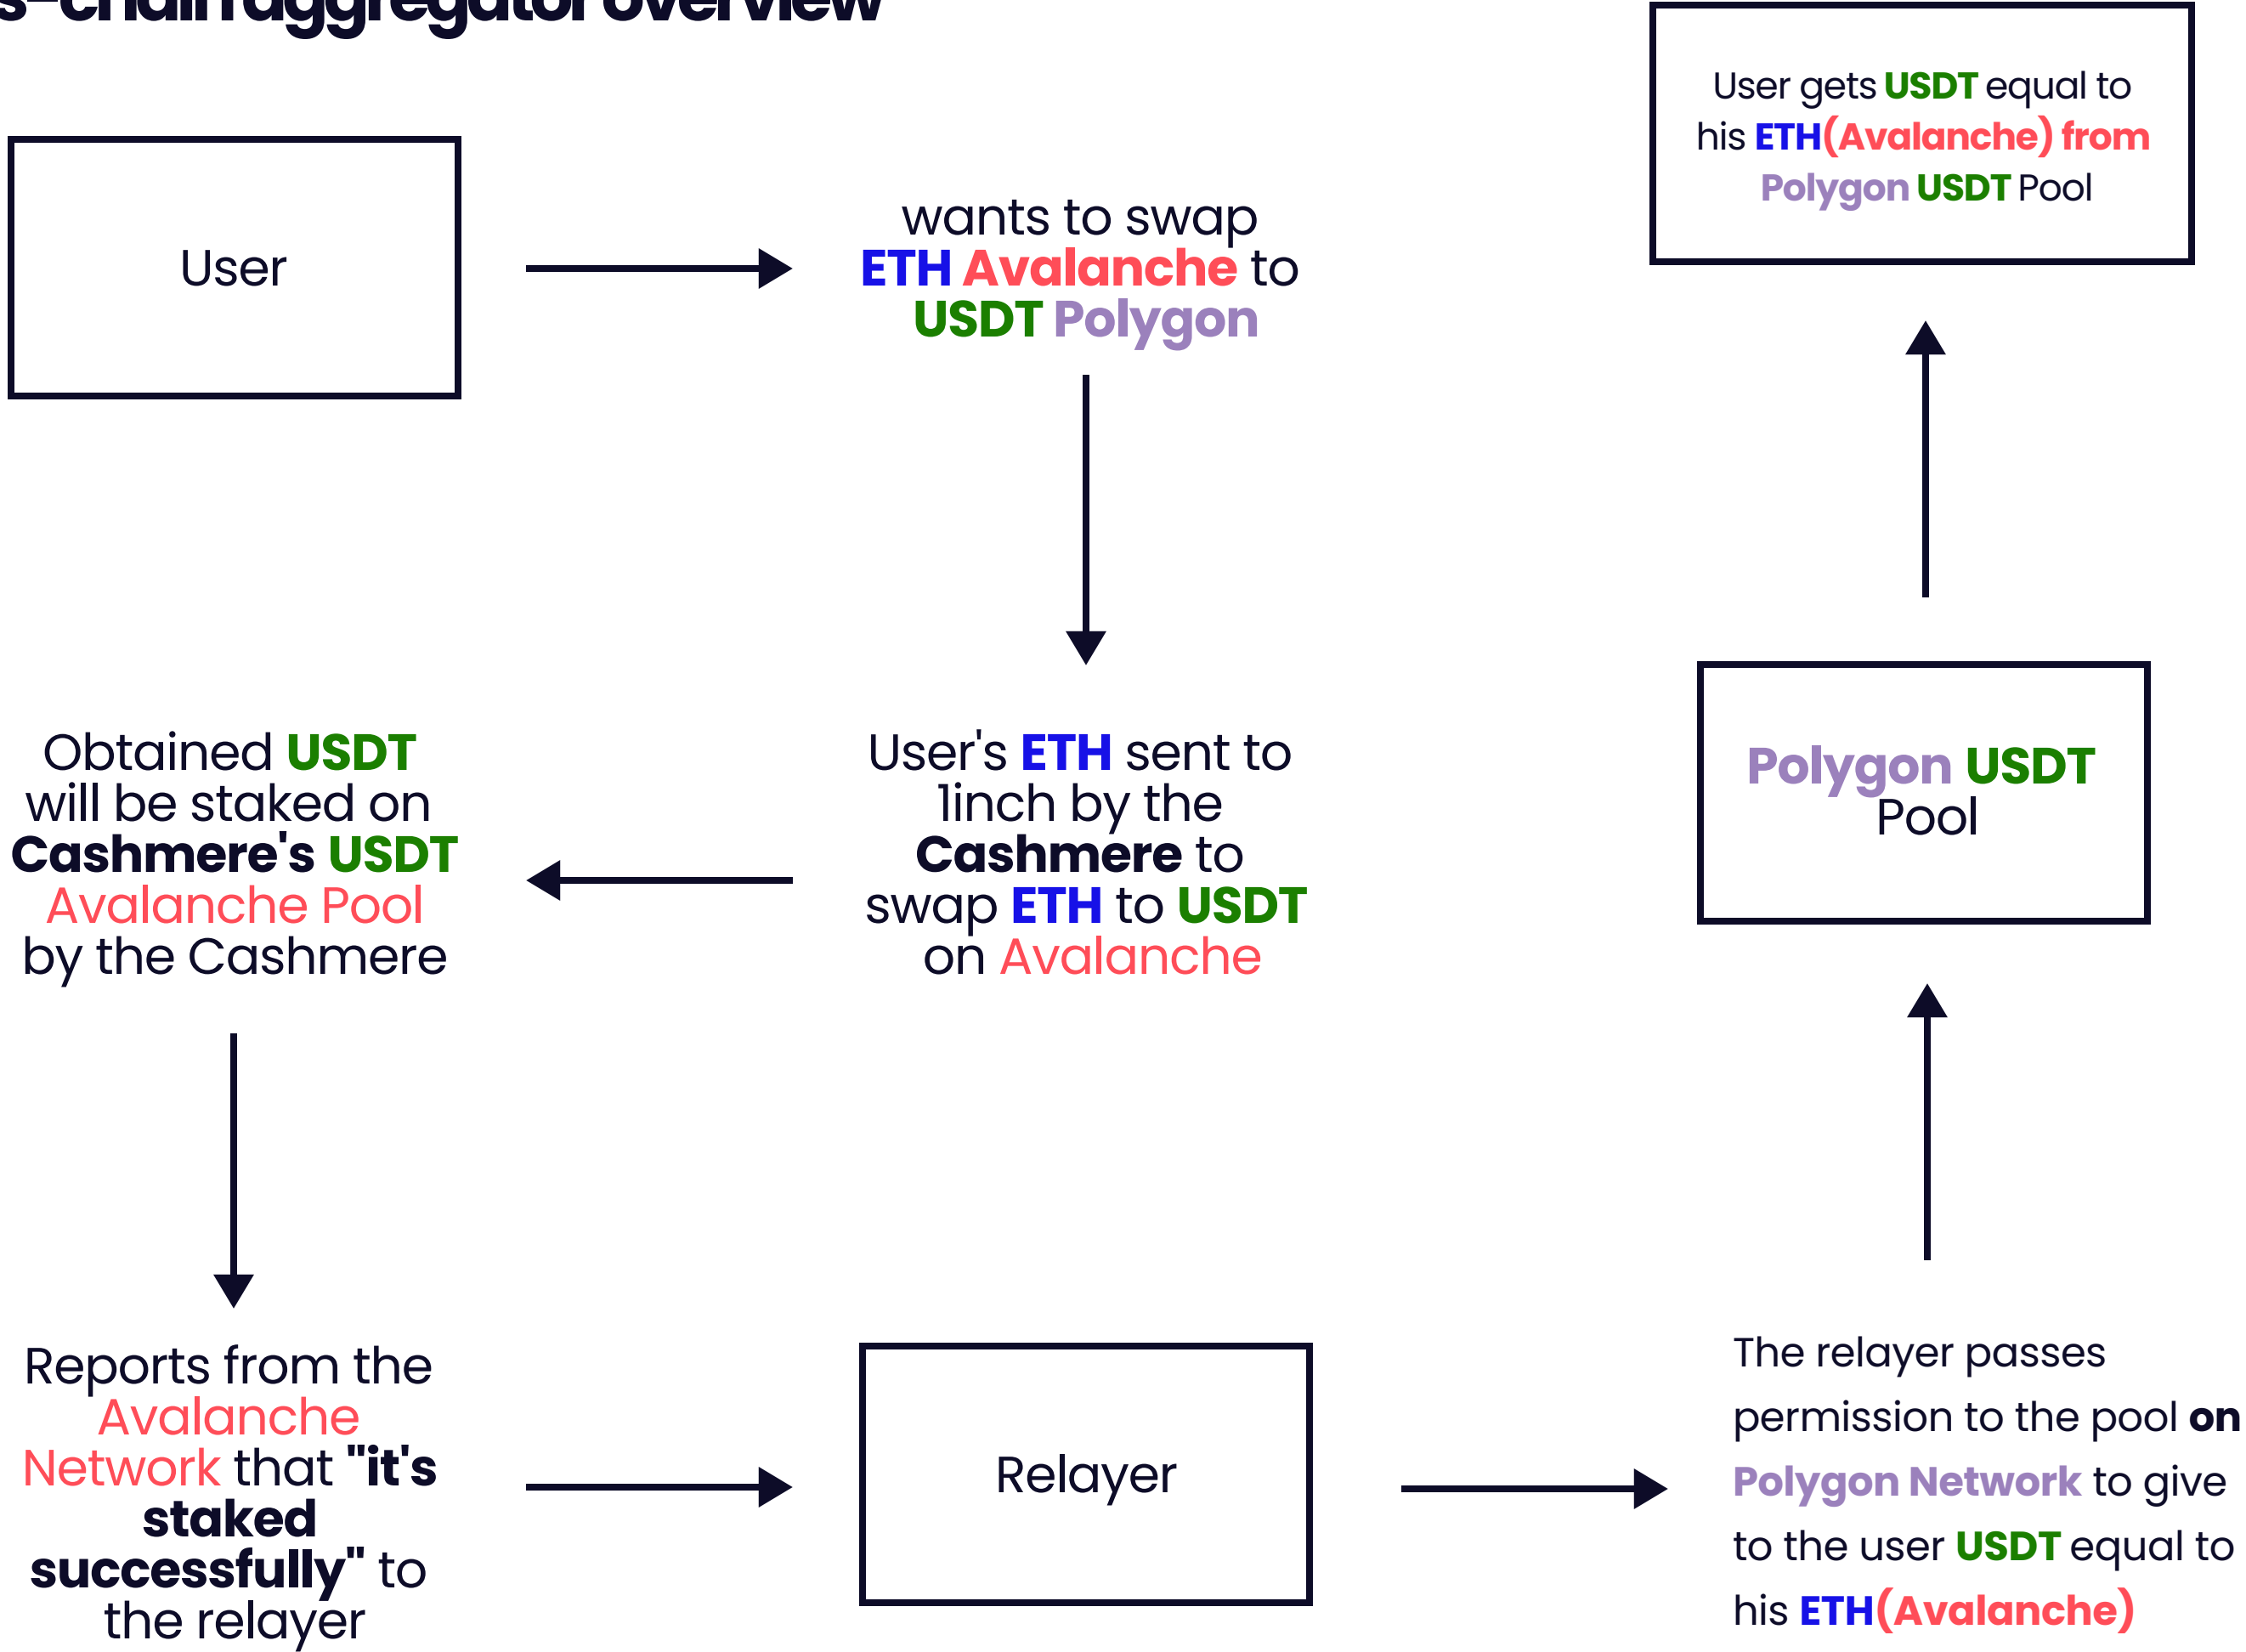 s-chain aggregator overview
User
wants to swap
ETH Avalanche to
USDT Polygon
User gets USDT equal to
his ETH(Avalanche) from
Polygon USDT Pool
Obtained USDT
will be staked on
Cashmere's USDT
Avalanche Pool
by the Cashmere
User's ETH sent to
1inch by the
Cashmere to
swap ETH to USDT
on Avalanche
Polygon USDT
Pool
Reports from the
Avalanche
Network that "it's
staked
successfully" to
the relayer
Relayer
The relayer passes
permission to the pool on
Polygon Network to give
to the user USDT equal to
his ETH(Avalanche)